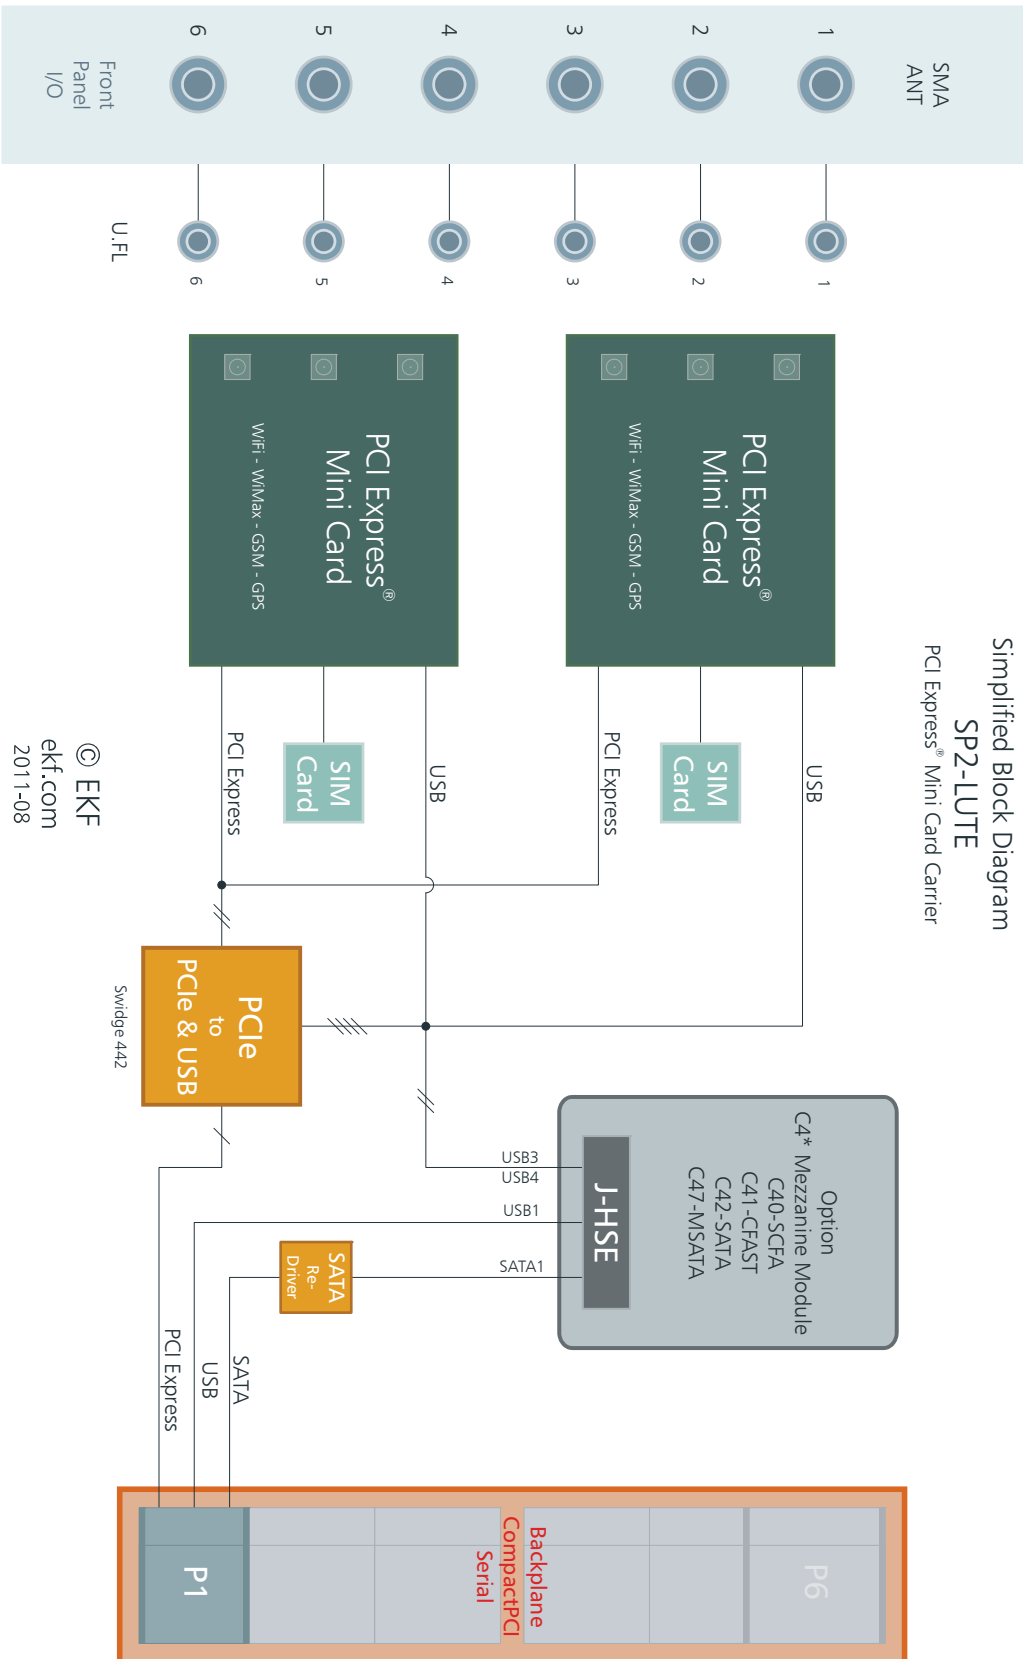 Simplified Block Diagram
SP2-LUTE
PCI Express® Mini Card Carrier
SMA
ANT
1
2
3
4
5
6
Front
Panel
I/O
1
2
3
4
5
6
U.FL
PCI Express®
Mini Card
WiFi - WiMax - GSM - GPS
PCI Express®
Mini Card
WiFi - WiMax - GSM - GPS
USB
SIM
Card
PCI Express
USB
SIM
Card
PCI Express
PCIe
to
PCIe & USB
Swidge 442
Option
C4* Mezzanine Module
C40-SCFA
C41-CFAST
C42-SATA
C47-MSATA
J-HSE
USB3
USB4
USB1
SATA1
SATA
Re-
Driver
SATA
USB
PCI Express
P6
Backplane
CompactPCI
Serial
P1
© EKF
ekf.com
2011-08